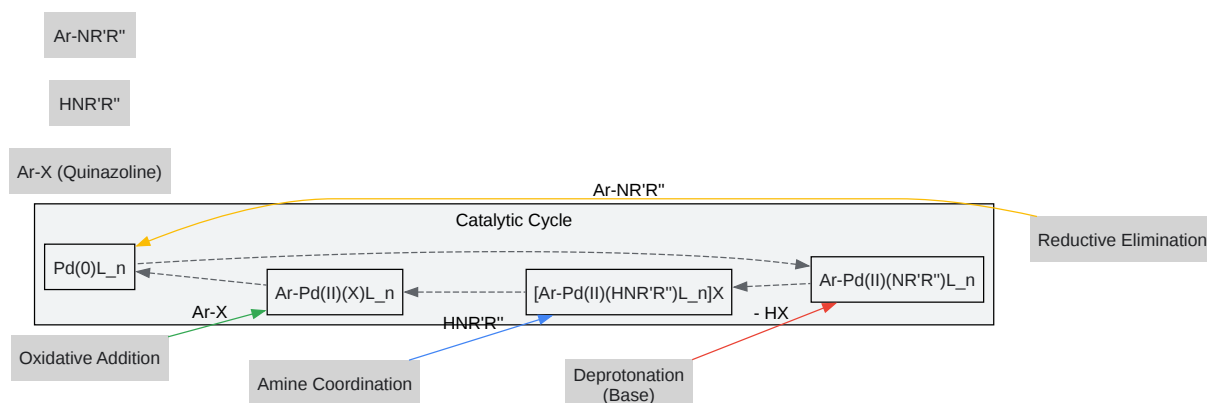 Ar-NR'R"
HNR'R"
Ar-X (Quinazoline)
Ar-NR'R"
Catalytic Cycle
Reductive Elimination
Pd(0)L_n
Ar-Pd(II)(X)L_n
[Ar-Pd(II)(HNR'R")L_n]X
Ar-Pd(II)(NR'R")L_n
Ar-X
HNR'R"
- HX
Oxidative Addition
Amine Coordination
Deprotonation
(Base)